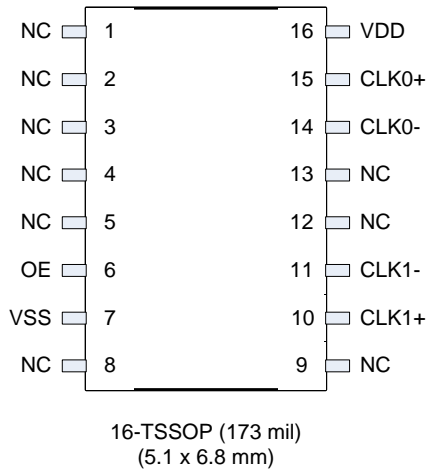 NC 1 16 VDD
NC 2 15 CLK0+
NC 3 14 CLK0-
NC 4 13 NC
NC 5 12 NC
OE 6 11 CLK1-
VSS 7 10 CLK1+
NC 8 9 NC
16-TSSOP (173 mil)
(5.1 x 6.8 mm)